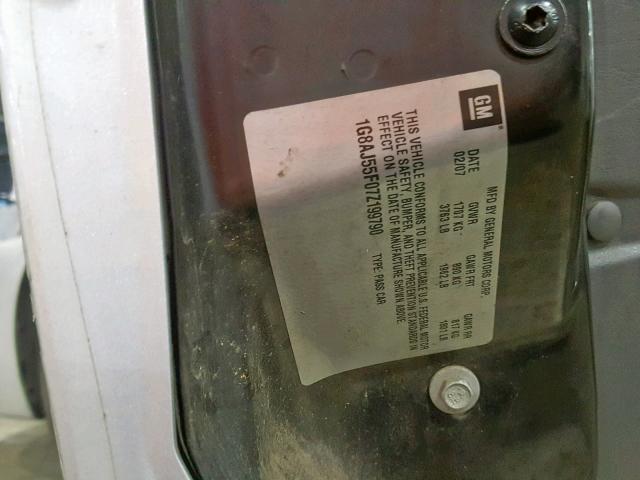 GM
MFD BY GENERAL MOTORS CORP.
DATE GVWR GAWR FRT GAWR RR
02/07 1707 KG 890 KG 817 KG
3763 LB 1962 LB 1801 LB
THIS VEHICLE CONFORMS TO ALL APPLICABLE U.S. FEDERAL MOTOR
VEHICLE SAFETY, BUMPER, AND THEFT PREVENTION STANDARDS IN
EFFECT ON THE DATE OF MANUFACTURE SHOWN ABOVE.
1G8AJ55F07Z199790 TYPE: PASS CAR